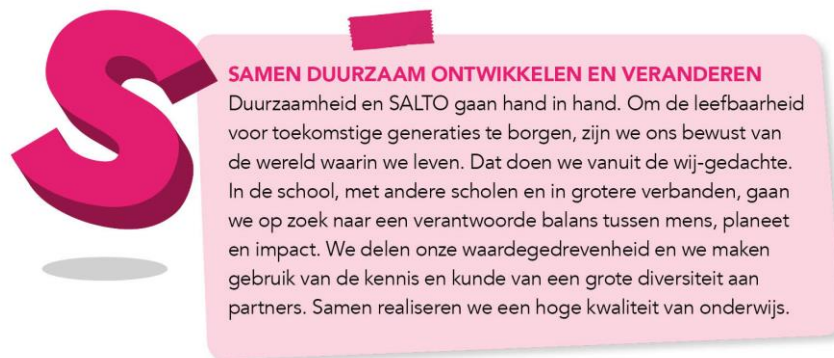 S
SAMEN DUURZAAM ONTWIKKELEN EN VERANDEREN
Duurzaamheid en SALTO gaan hand in hand. Om de leefbaarheid
voor toekomstige generaties te borgen, zijn we ons bewust van
de wereld waarin we leven. Dat doen we vanuit de wij-gedachte.
In de school, met andere scholen en in grotere verbanden, gaan
we op zoek naar een verantwoorde balans tussen mens, planeet
en impact. We delen onze waardegedrevenheid en we maken
gebruik van de kennis en kunde van een grote diversiteit aan
partners. Samen realiseren we een hoge kwaliteit van onderwijs.